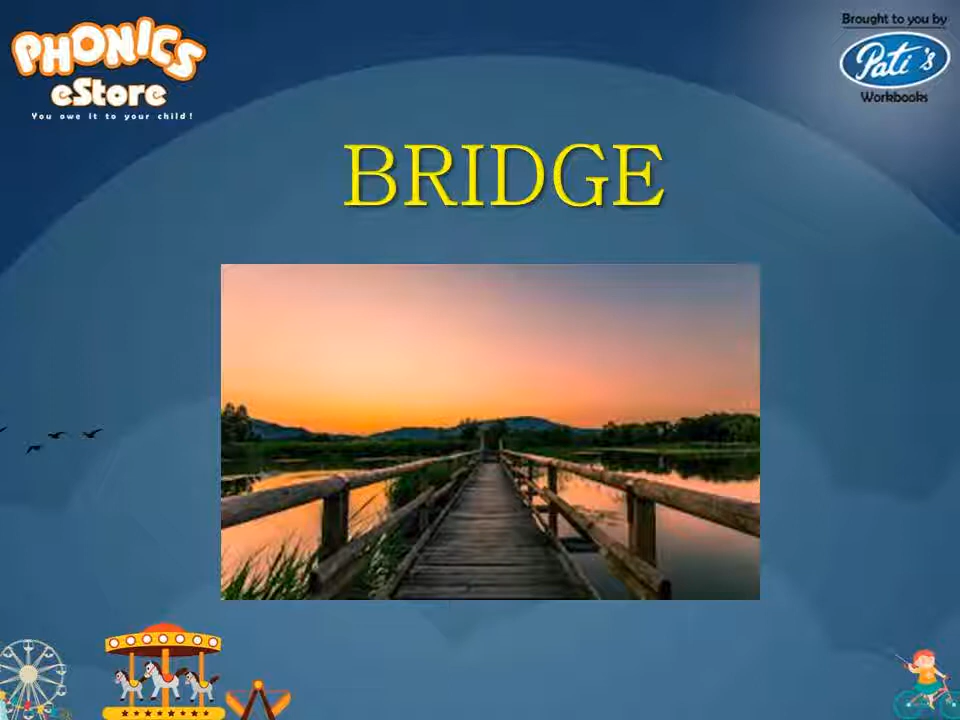 PHONICS
eStore
You owe it to your child!
Brought to you by
Pati's
Workbooks
BRIDGE